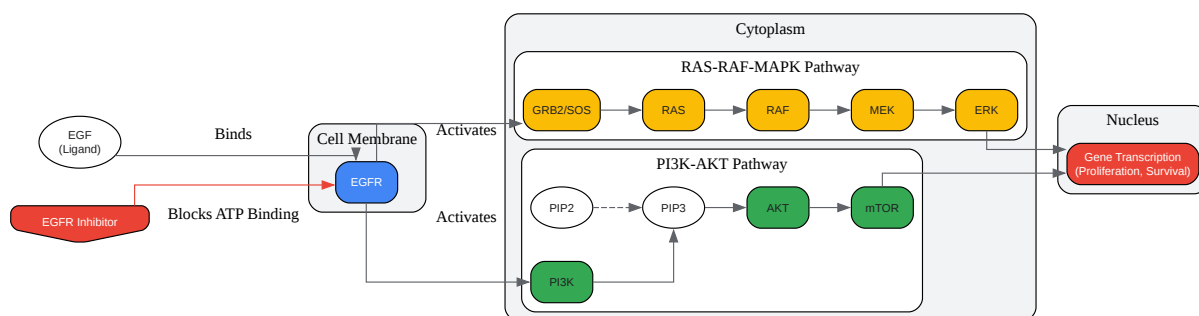 Cytoplasm
RAS-RAF-MAPK Pathway
GRB2/SOS
RAS
RAF
MEK
ERK
EGF
(Ligand)
Binds
Cell Membrane
Activates
EGFR
Nucleus
Gene Transcription
(Proliferation, Survival)
PI3K-AKT Pathway
EGFR Inhibitor
Blocks ATP Binding
Activates
PIP2
PIP3
AKT
mTOR
PI3K